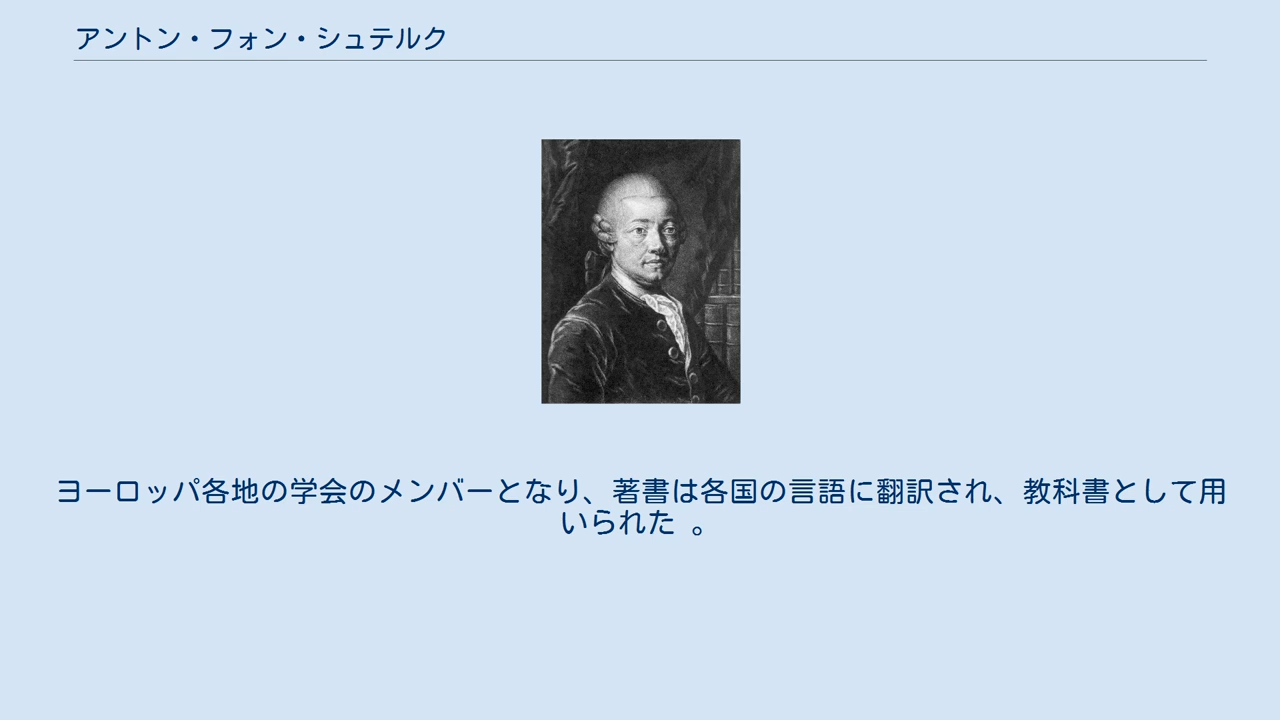 アントン・フォン・シュテルク
ヨーロッパ各地の学会のメンバーとなり、著書は各国の言語に翻訳され、教科書として用
いられた 。